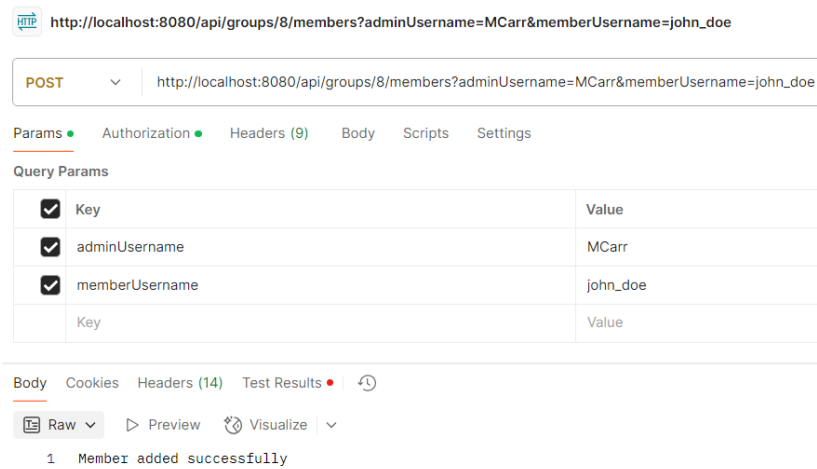 HTTP http://localhost:8080/api/groups/8/members?adminUsername=MCarr&memberUsername=john_doe
POST http://localhost:8080/api/groups/8/members?adminUsername=MCarr&memberUsername=john_doe
Params Authorization Headers (9) Body Scripts Settings
Query Params
Key Value
adminUsername MCarr
memberUsername john_doe
Key Value
Body Cookies Headers (14) Test Results
Raw Preview Visualize
1 Member added successfully